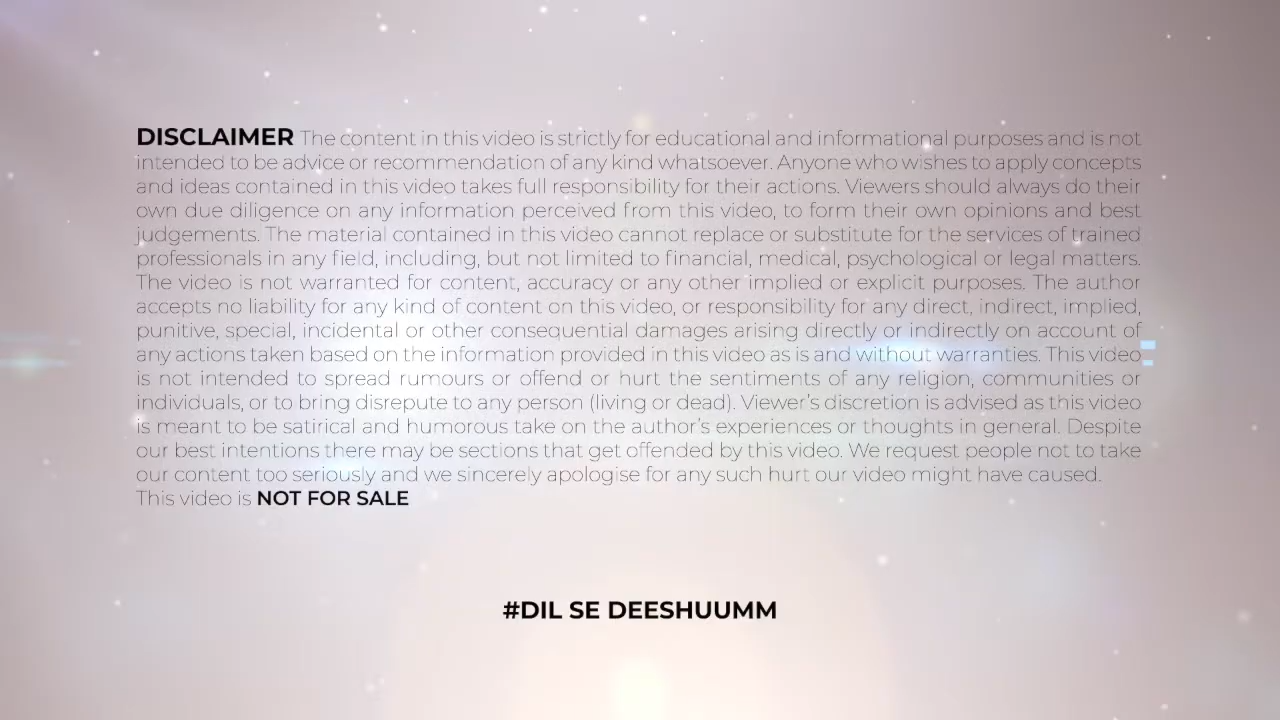 DISCLAIMER The content in this video is strictly for educational and informational purposes and is not
intended to be advice or recommendation of any kind whatsoever. Anyone who wishes to apply concepts
and ideas contained in this video takes full responsibility for their actions. Viewers should always do their
own due diligence on any information perceived from this video, to form their own opinions and best
judgements. The material contained in this video cannot replace or substitute for the services of trained
professionals in any field, including, but not limited to financial, medical, psychological or legal matters.
The video is not warranted for content, accuracy or any other implied or explicit purposes. The author
accepts no liability for any kind of content on this video, or responsibility for any direct, indirect, implied,
punitive, special, incidental or other consequential damages arising directly or indirectly on account of
any actions taken based on the information provided in this video as is and without warranties. This video
is not intended to spread rumours or offend or hurt the sentiments of any religion, communities or
individuals, or to bring disrepute to any person (living or dead). Viewer's discretion is advised as this video
is meant to be satirical and humorous take on the author's experiences or thoughts in general. Despite
our best intentions there may be sections that get offended by this video. We request people not to take
our content too seriously and we sincerely apologise for any such hurt our video might have caused.
This video is NOT FOR SALE
#DIL SE DEESHUUMM